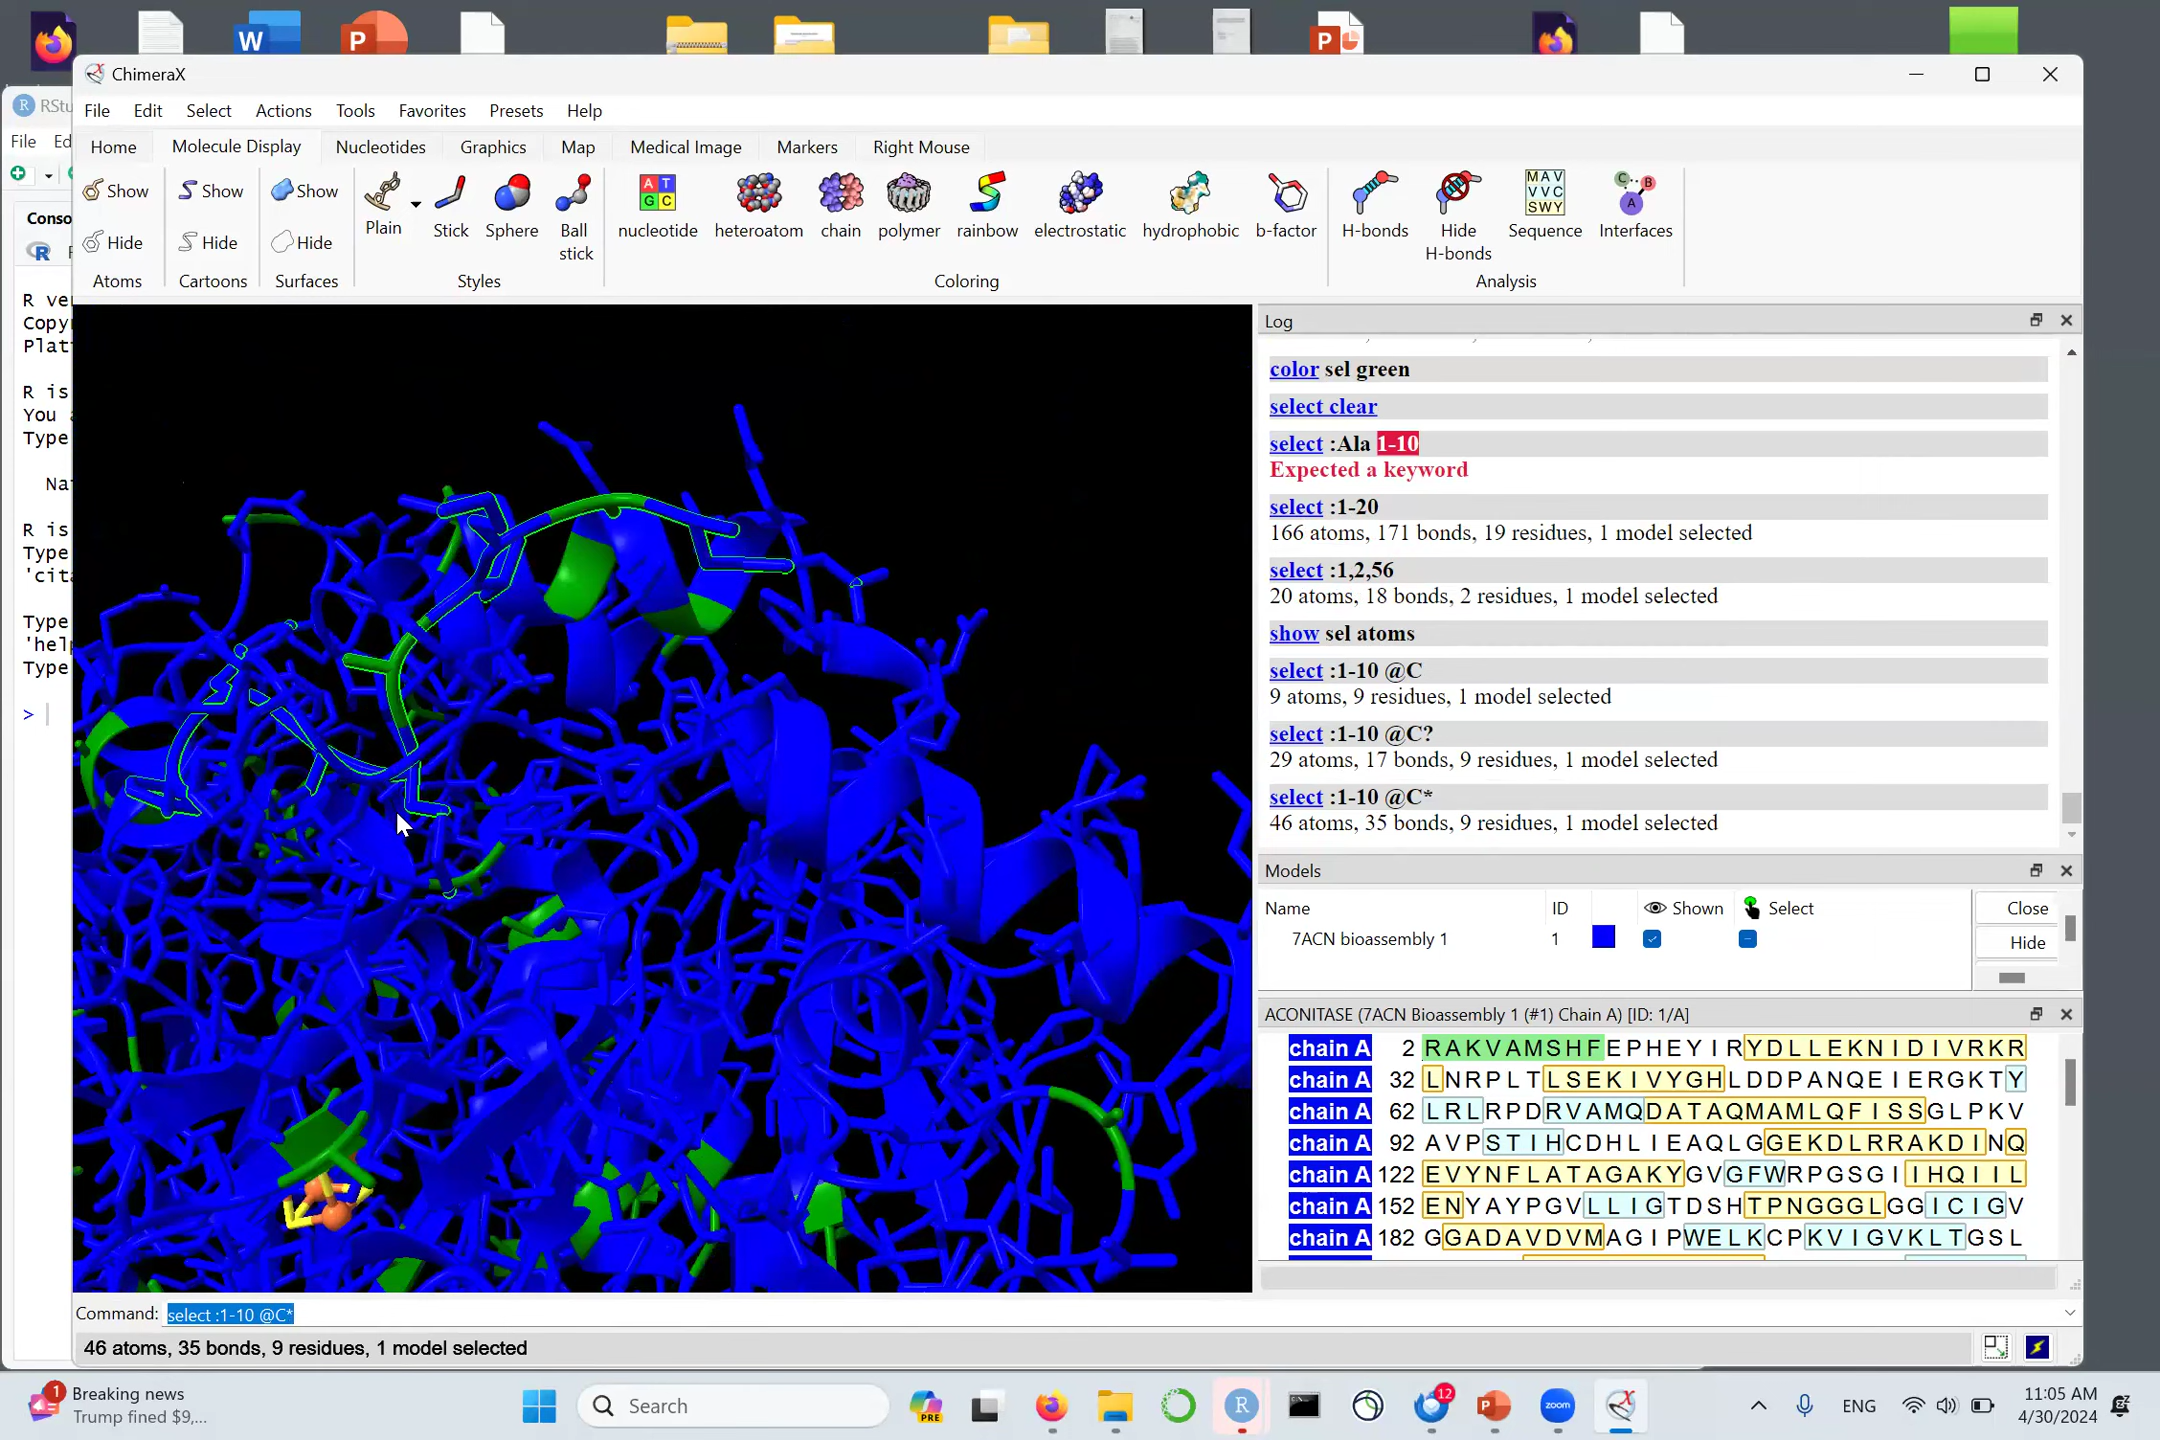 W
P
P
ChimeraX
RStu
File Edit Select Actions Tools Favorites Presets Help
File Ed
Home Molecule Display Nucleotides Graphics Map Medical Image Markers Right Mouse
Show Show Show
Hide Hide Hide
Atoms Cartoons Surfaces
Plain Stick Sphere Ball stick
Styles
nucleotide heteroatom chain polymer rainbow electrostatic hydrophobic b-factor
Coloring
H-bonds Hide H-bonds Sequence Interfaces
Analysis
Conso
R ve
Copy
Plat
R is
You
Type
Na
R is
Type
'cita
Type
'hel
Type
>
Log
color sel green
select clear
select :Ala 1-10
Expected a keyword
select :1-20
166 atoms, 171 bonds, 19 residues, 1 model selected
select :1,2,56
20 atoms, 18 bonds, 2 residues, 1 model selected
show sel atoms
select :1-10 @C
9 atoms, 9 residues, 1 model selected
select :1-10 @C?
29 atoms, 17 bonds, 9 residues, 1 model selected
select :1-10 @C*
46 atoms, 35 bonds, 9 residues, 1 model selected
Models
Name ID Shown Select
7ACN bioassembly 1 1
Close
Hide
ACONITASE (7ACN Bioassembly 1 (#1) Chain A) [ID: 1/A]
chain A 2 RAKVAMSHFEPHEYIRYDLLEKNIDIVRKR
chain A 32 LNRPLTLSEKIVYGHLDDPANQEIERGKTY
chain A 62 LRLRPDRVAMQDATAQMAMLQFISSGLPKV
chain A 92 AVPSTIHCDHLIEAQLGGEKDLRRAKDINQ
chain A 122 EVYNFLATAGAKYGVGFWRPGSGIIHQIIL
chain A 152 ENYAYPGVLLIGTDSHTPNGGGLGGICIGV
chain A 182 GGADAVDVMAGIPWELKCPKVIGVKLTGSL
Command: select :1-10 @C*
46 atoms, 35 bonds, 9 residues, 1 model selected
1 Breaking news
Trump fined $9,...
Search
PRE
R
12
P
zoom
ENG
11:05 AM
4/30/2024